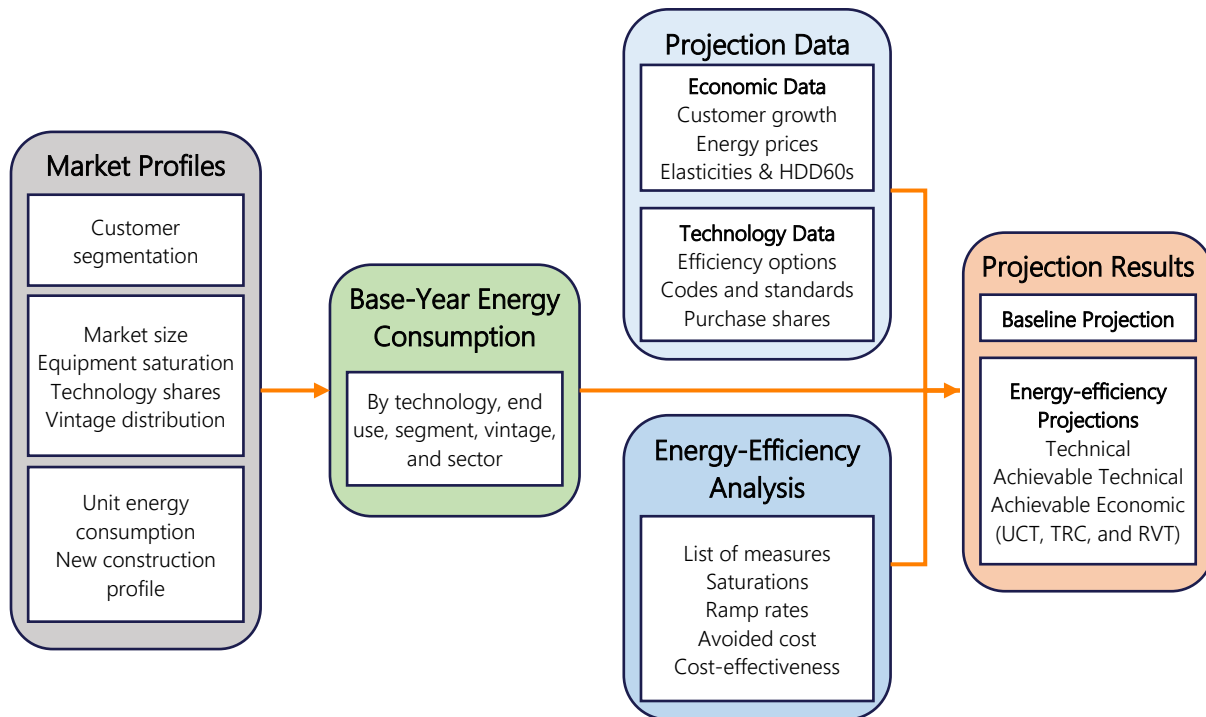 Market Profiles
Customer
segmentation
Market size
Equipment saturation
Technology shares
Vintage distribution
Unit energy
consumption
New construction
profile
Base-Year Energy
Consumption
By technology, end
use, segment, vintage,
and sector
Projection Data
Economic Data
Customer growth
Energy prices
Elasticities & HDD60s
Technology Data
Efficiency options
Codes and standards
Purchase shares
Energy-Efficiency
Analysis
List of measures
Saturations
Ramp rates
Avoided cost
Cost-effectiveness
Projection Results
Baseline Projection
Energy-efficiency
Projections
Technical
Achievable Technical
Achievable Economic
(UCT, TRC, and RVT)